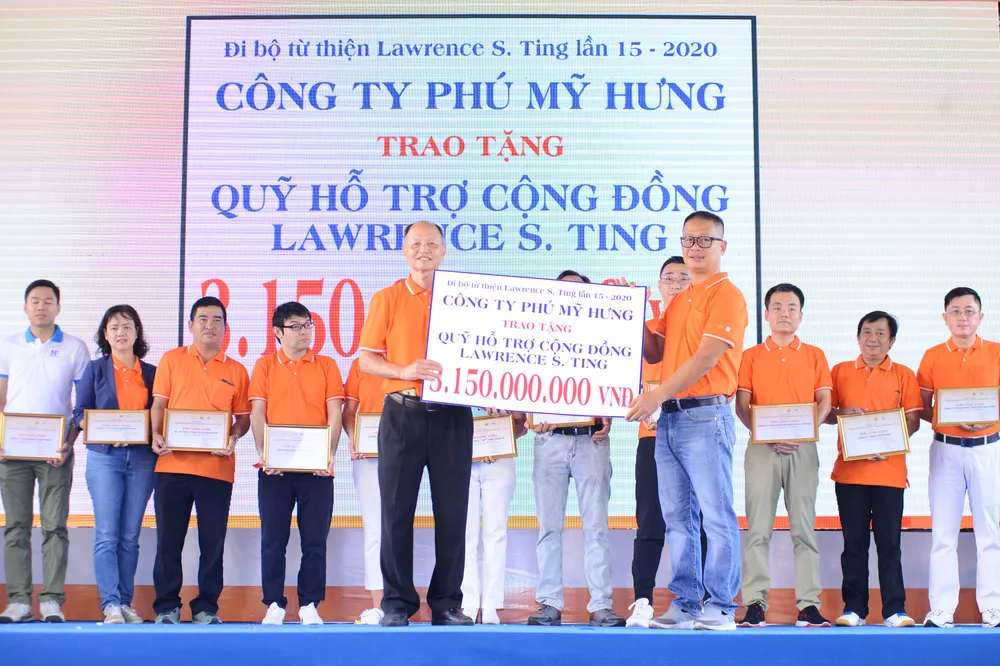 Đi bộ từ thiện Lawrence S. Ting lần 15 - 2020
CÔNG TY PHÚ MỸ HƯNG
TRAO TẶNG
QUỸ HỖ TRỢ CỘNG ĐỒNG
LAWRENCE S. TING
3.150
Đi bộ từ thiện Lawrence S. Ting lần 15 - 2020
CÔNG TY PHÚ MỸ HƯNG
TRAO TẶNG
QUỸ HỖ TRỢ CỘNG ĐỒNG
LAWRENCE S. TING
3.150.000.000 VNĐ